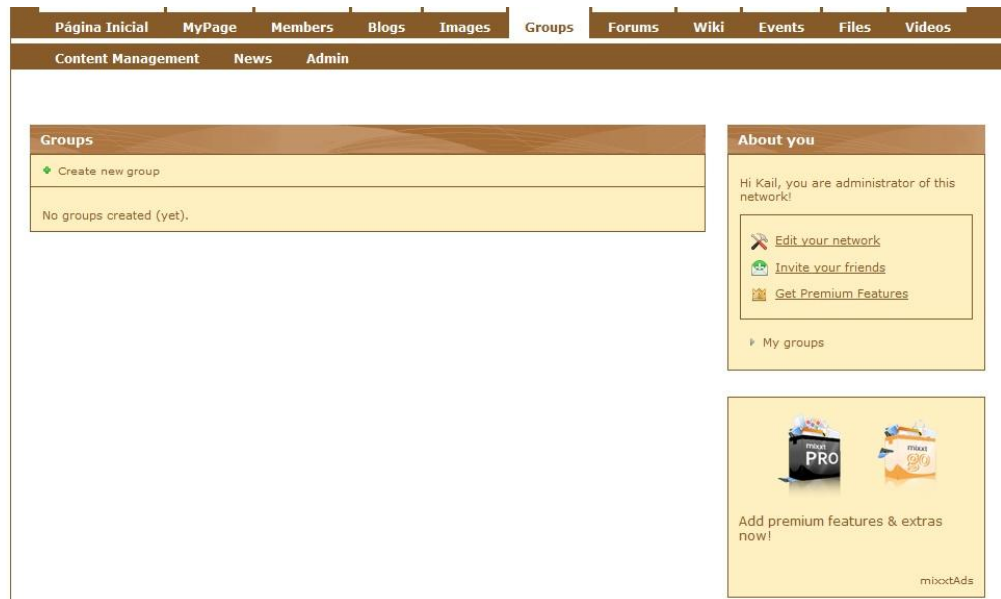 Página Inicial MyPage Members Blogs Images Groups Forums Wiki Events Files Videos
Content Management News Admin
Groups
Create new group
No groups created (yet).
About you
Hi Kail, you are administrator of this
network!
Edit your network
Invite your friends
Get Premium Features
My groups
mixxt
PRO
mixxt
Add premium features & extras
now!
mixxtAds